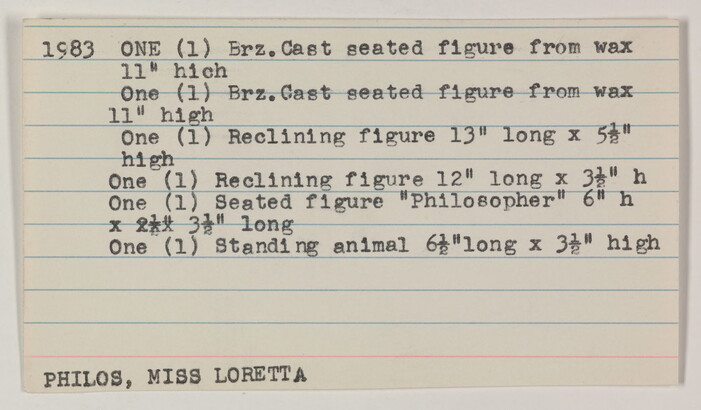 1983 ONE (1) Brz.Cast seated figure from wax
11" hich
One (1) Brz.Cast seated figure from wax
11" high
One (1) Reclining figure 13" long x 5½"
high
One (1) Reclining figure 12" long x 3½" h
One (1) Seated figure "Philosopher" 6" h
x 3½" long
One (1) Standing animal 6½"long x 3½" high
PHILOS, MISS LORETTA